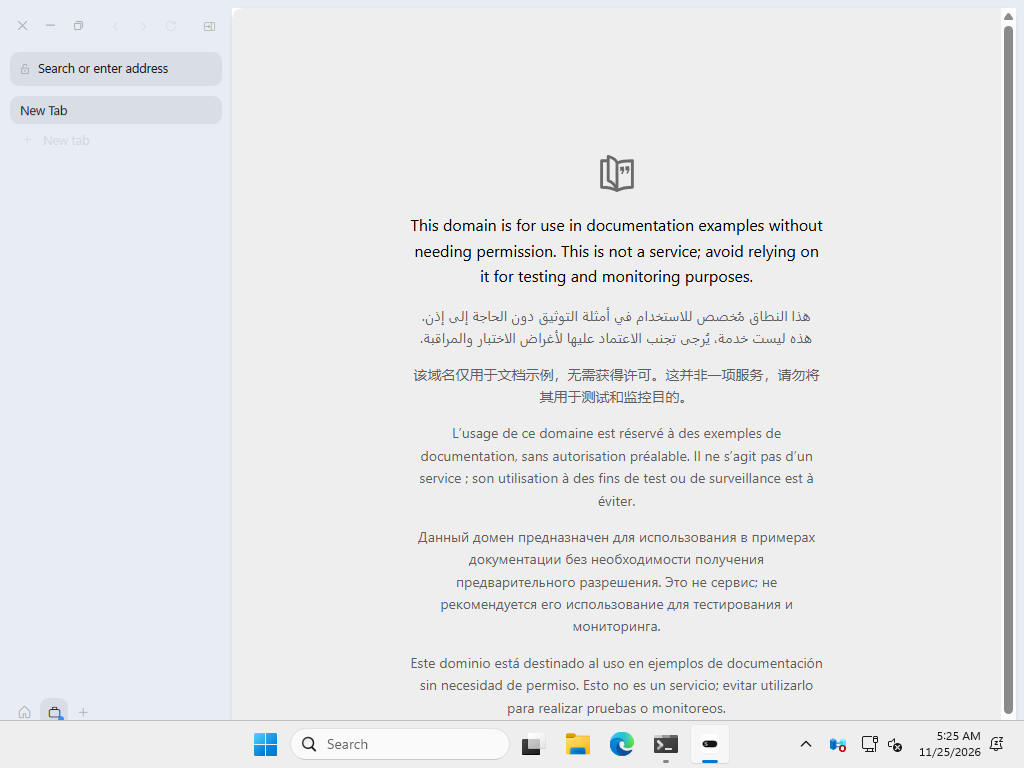 Search or enter address
New Tab
New tab
This domain is for use in documentation examples without
needing permission. This is not a service; avoid relying on
it for testing and monitoring purposes.
هذا النطاق مُخصص للاستخدام في أمثلة التوثيق دون الحاجة إلى إذن.
هذه ليست خدمة، يُرجى تجنب الاعتماد عليها لأغراض الاختبار والمراقبة.
该域名仅用于文档示例，无需获得许可。这并非一项服务，请勿将
其用于测试和监控目的。
L’usage de ce domaine est réservé à des exemples de
documentation, sans autorisation préalable. Il ne s’agit pas d’un
service ; son utilisation à des fins de test ou de surveillance est à
éviter.
Данный домен предназначен для использования в примерах
документации без необходимости получения
предварительного разрешения. Это не сервис; не
рекомендуется его использование для тестирования и
мониторинга.
Este dominio está destinado al uso en ejemplos de documentación
sin necesidad de permiso. Esto no es un servicio; evitar utilizarlo
para realizar pruebas o monitoreos.
Search
5:25 AM
11/25/2026